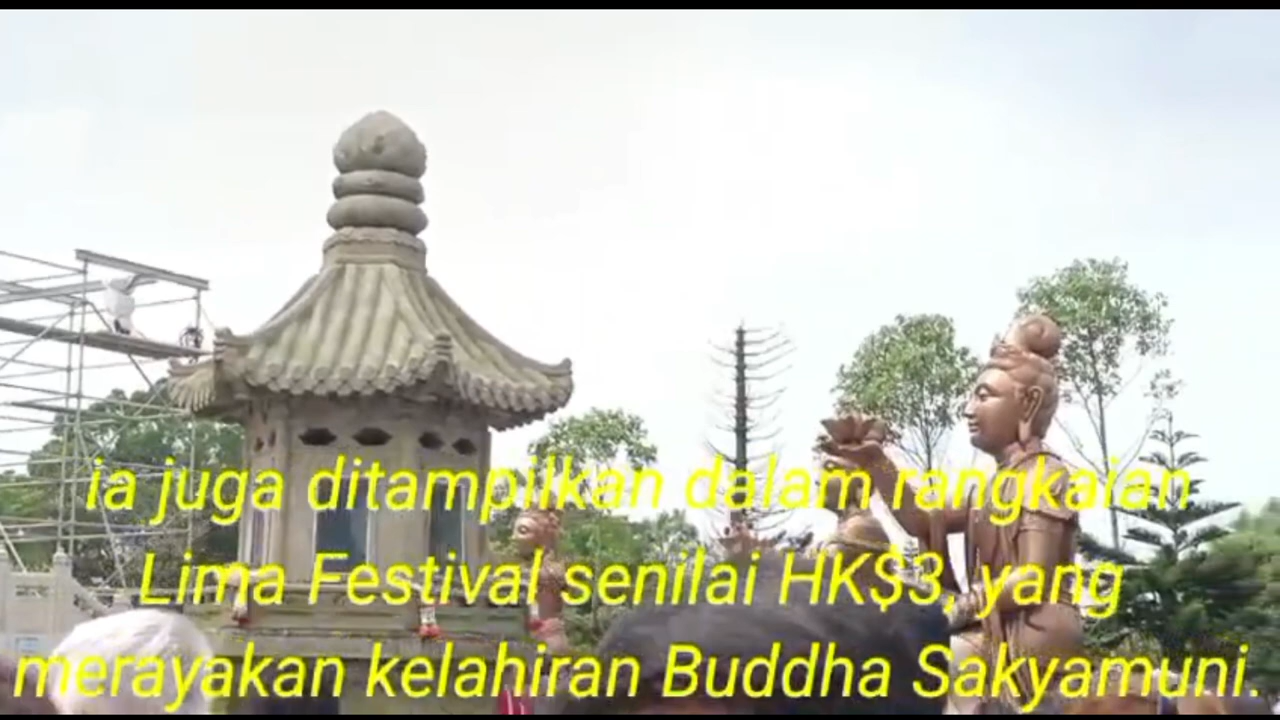 ia juga ditampilkan dalam rangkaian
Lima Festival senilai HK$3, yang
merayakan kelahiran Buddha Sakyamuni.